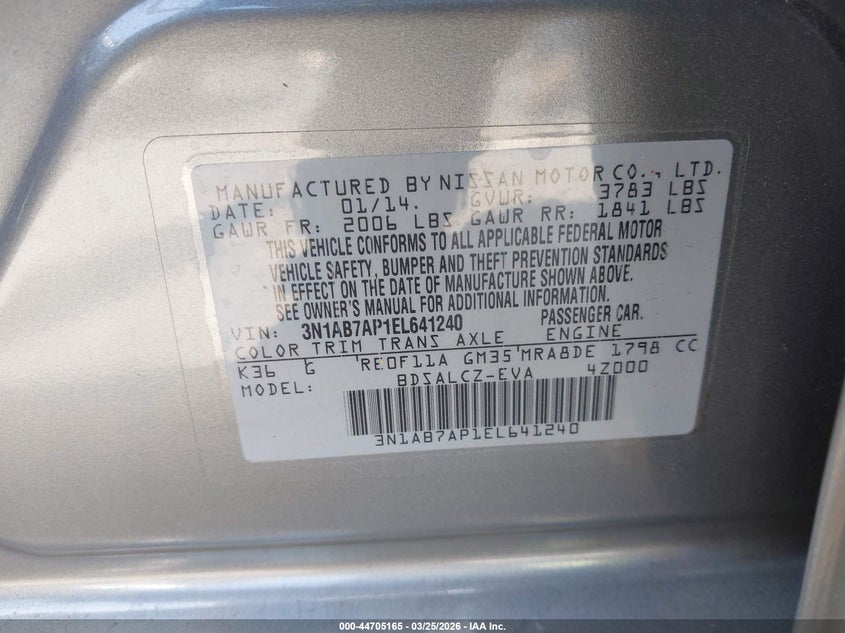 MANUFACTURED BY NISSAN MOTOR CO., LTD.
DATE: 01/14. GVWR: 3783 LBS
GAWR FR: 2006 LBS GAWR RR: 1841 LBS
THIS VEHICLE CONFORMS TO ALL APPLICABLE FEDERAL MOTOR
VEHICLE SAFETY, BUMPER AND THEFT PREVENTION STANDARDS
IN EFFECT ON THE DATE OF MANUFACTURE SHOWN ABOVE.
SEE OWNER'S MANUAL FOR ADDITIONAL INFORMATION.
VIN: 3N1AB7AP1EL641240 PASSENGER CAR.
COLOR TRIM TRANS AXLE ENGINE
K36 G RE0F11A GM35 MRA8DE 1798 CC
MODEL: BDSALCZ-EVA 4Z000
3N1AB7AP1EL641240
000-44705165 - 03/25/2026 - IAA Inc.